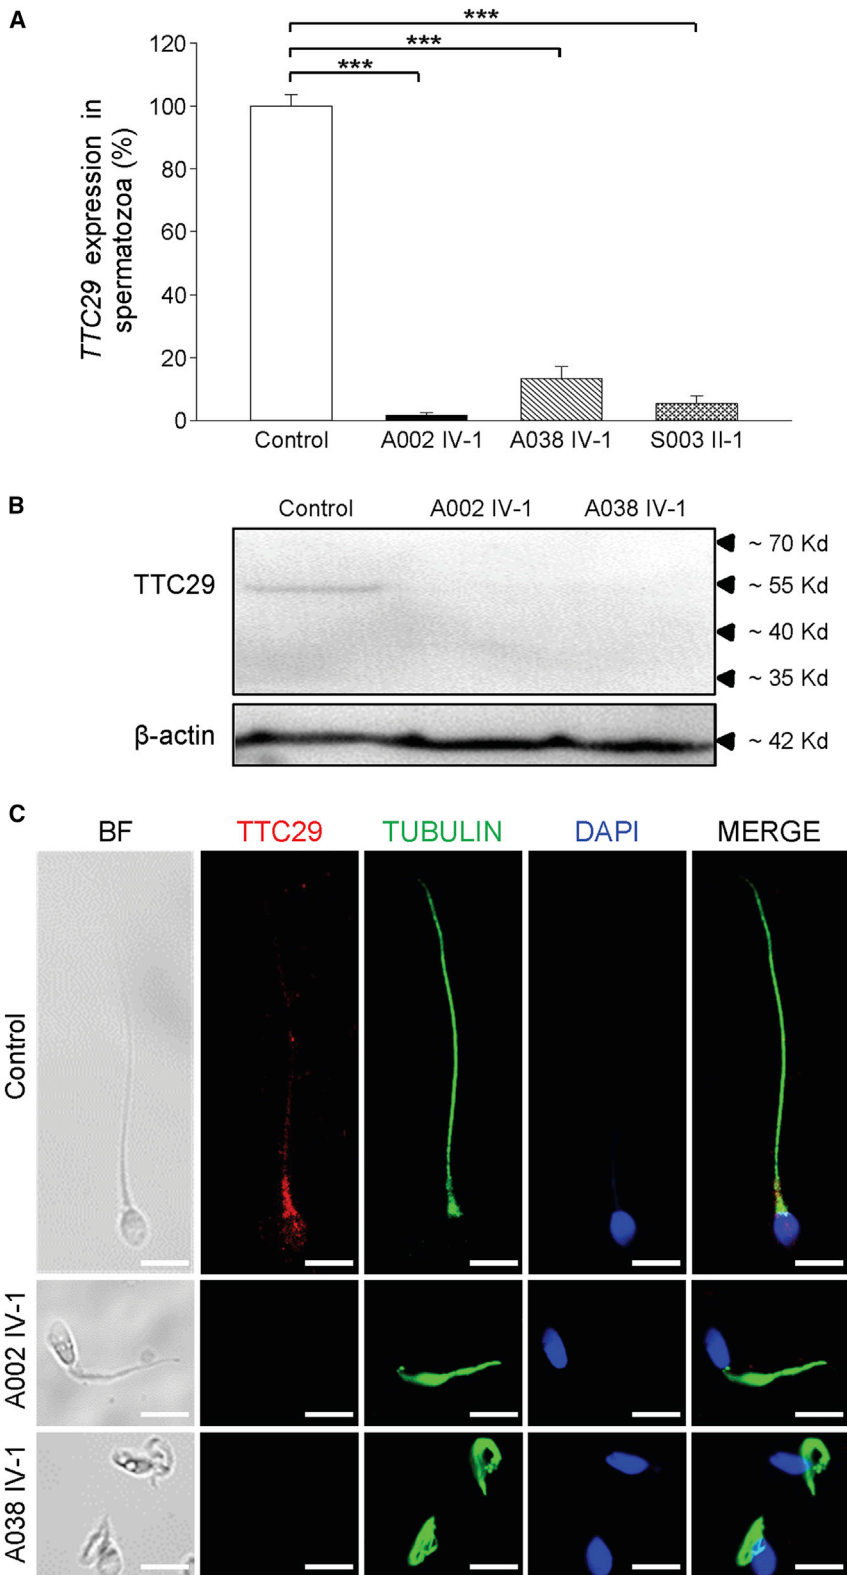 A
***
***
***
TTC29 expression in
spermatozoa (%)
120
100
80
60
40
20
0
Control A002 IV-1 A038 IV-1 S003 II-1
B
Control A002 IV-1 A038 IV-1
TTC29
~ 70 Kd
~ 55 Kd
~ 40 Kd
~ 35 Kd
β-actin
~ 42 Kd
C
BF TTC29 TUBULIN DAPI MERGE
Control
A002 IV-1
A038 IV-1